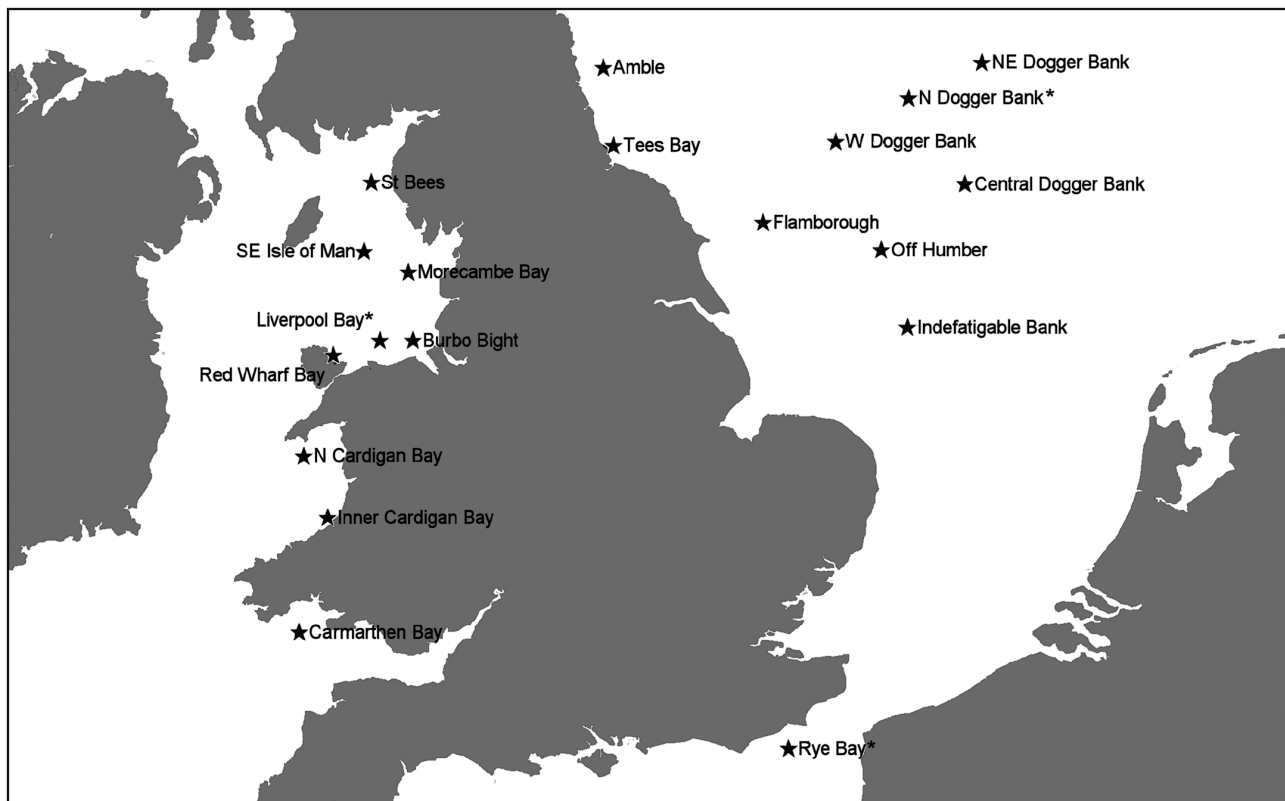 Amble
NE Dogger Bank
N Dogger Bank*
W Dogger Bank
Tees Bay
St Bees
Central Dogger Bank
Flamborough
SE Isle of Man
Off Humber
Morecambe Bay
Liverpool Bay*
Indefatigable Bank
Burbo Bight
Red Wharf Bay
N Cardigan Bay
Inner Cardigan Bay
Carmarthen Bay
Rye Bay*